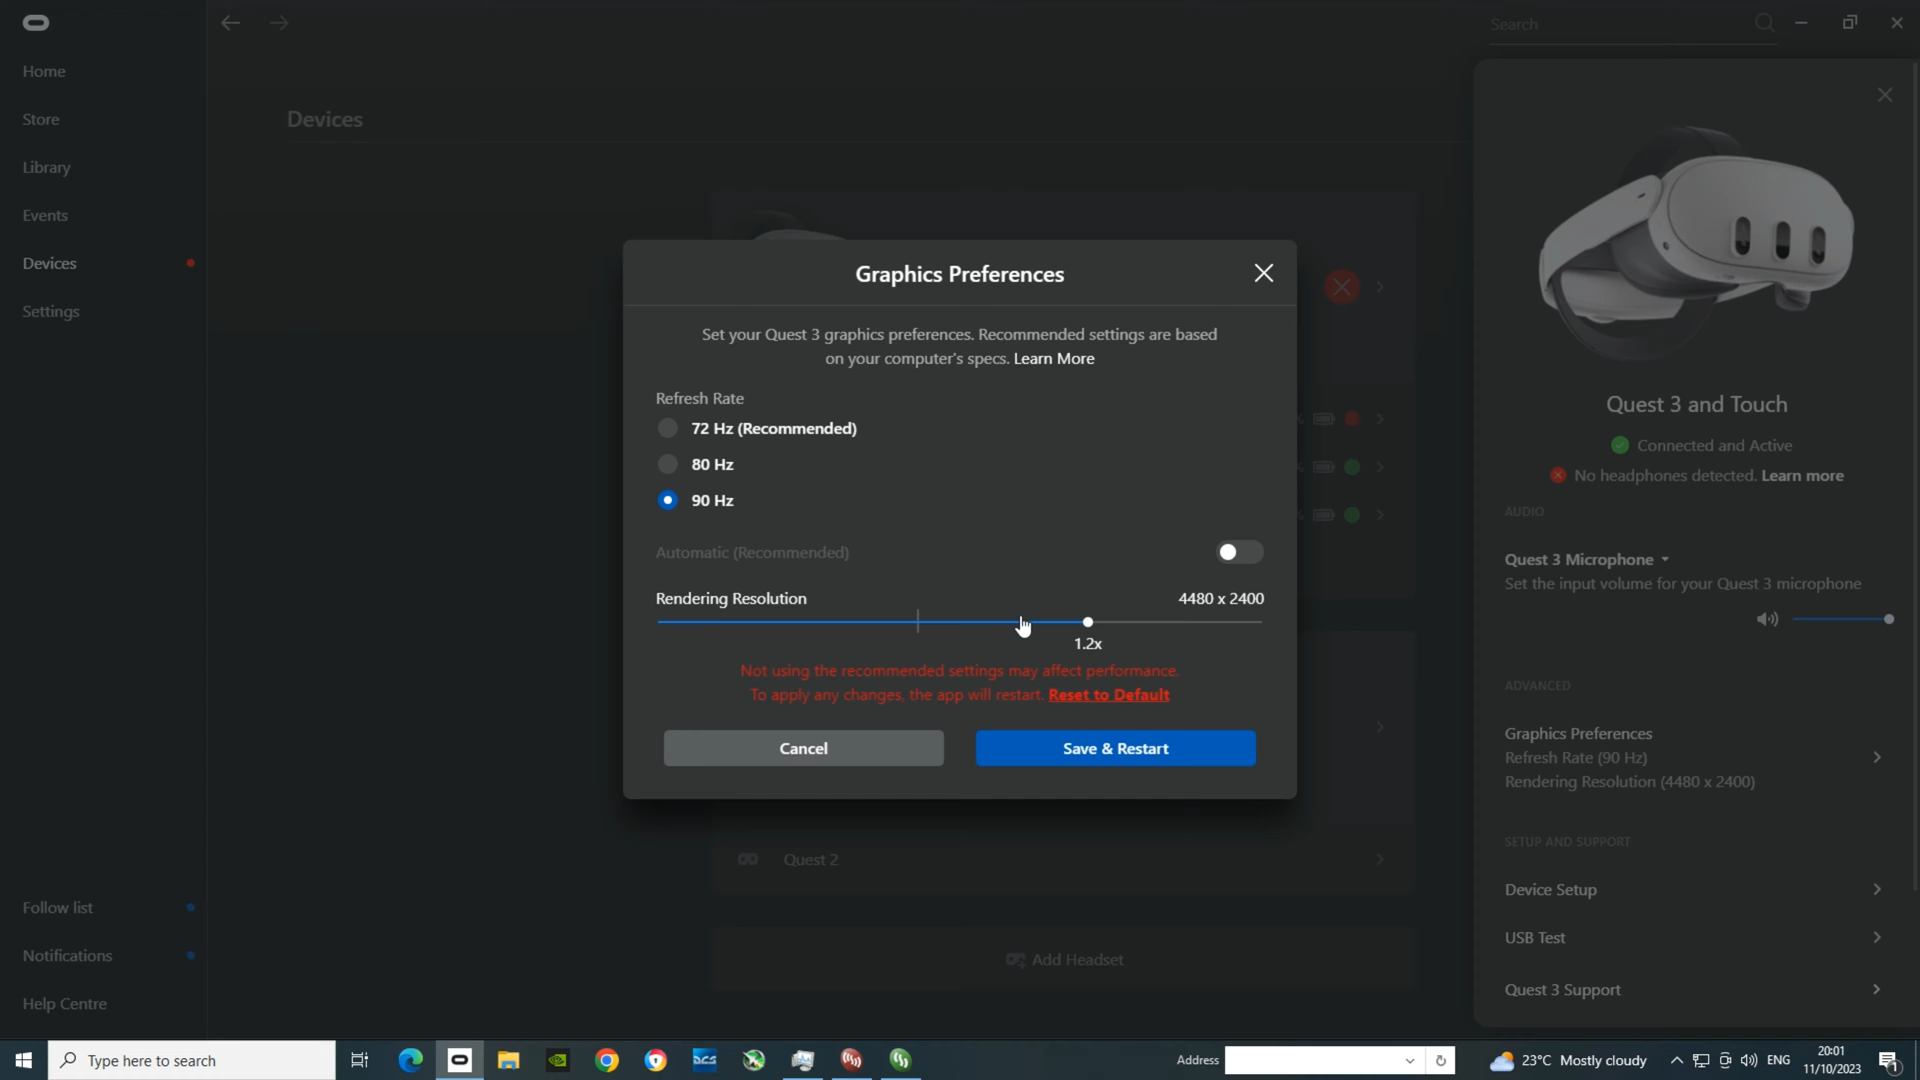 Search
Home
Store
Library
Events
Devices
Settings
Follow list
Notifications
Help Centre
Devices
Graphics Preferences
Set your Quest 3 graphics preferences. Recommended settings are based
on your computer's specs. Learn More
Refresh Rate
72 Hz (Recommended)
80 Hz
90 Hz
Automatic (Recommended)
Rendering Resolution 4480 x 2400
1.2x
Not using the recommended settings may affect performance.
To apply any changes, the app will restart. Reset to Default
Cancel Save & Restart
Quest 2
Add Headset
Quest 3 and Touch
Connected and Active
No headphones detected. Learn more
AUDIO
Quest 3 Microphone
Set the input volume for your Quest 3 microphone
ADVANCED
Graphics Preferences
Refresh Rate (90 Hz)
Rendering Resolution (4480 x 2400)
SETUP AND SUPPORT
Device Setup
USB Test
Quest 3 Support
Type here to search
DCS
Address
23°C Mostly cloudy
ENG
20:01
11/10/2023
1